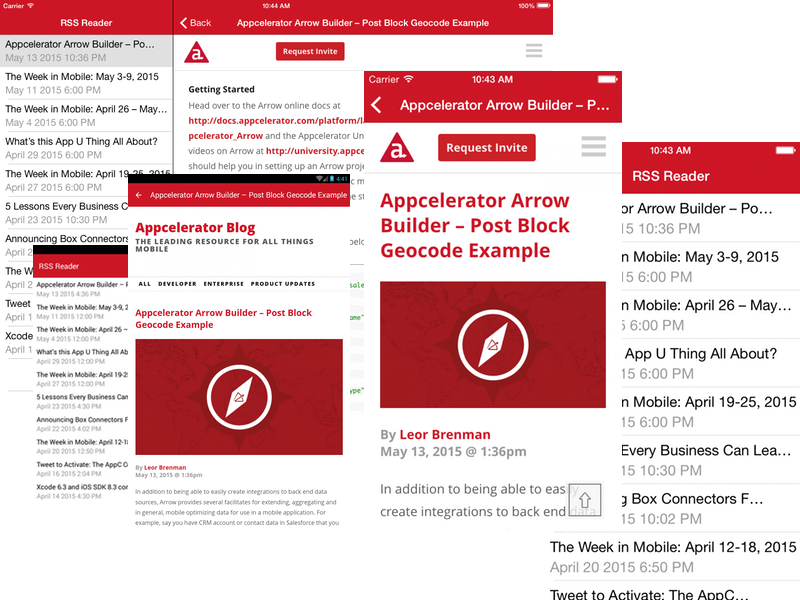 Carrier
10:44 AM
100%
RSS Reader
Back
Appcelerator Arrow Builder – Post Block Geocode Example
Appcelerator Arrow Builder – Po…
May 13 2015 10:36 PM
The Week in Mobile: May 3-9, 2015
May 11 2015 6:00 PM
The Week in Mobile: April 26 – May…
May 4 2015 6:00 PM
What's this App U Thing All About?
April 29 2015 6:00 PM
The Week in Mobile: April 19-25, 2015
April 27 2015 6:00 PM
5 Lessons Every Business C
April 23 2015 10:30 PM
Announcing Box Connectors
April 2
The W
April 2
Tweet
April 1
Xcode
April 1
a.
Request Invite
Getting Started
Head over to the Arrow online docs at
http://docs.appcelerator.com/platform/l
pcelerator_Arrow and the Appcelerator Un
videos on Arrow at http://university.appce
should help you in setting up an Arrow proje
RSS Reader
Appcelerator Arrow Builder – P
May 13 2015 4:36 PM
The Week in Mobile: May 3-9, 2
May 11 2015 12:00 PM
The Week in Mobile: April 26 –
May 4 2015 12:00 PM
What's this App U Thing All Ab
April 29 2015 12:00 PM
The Week in Mobile: April 19-2
April 27 2015 12:00 PM
5 Lessons Every Business Can L
April 23 2015 4:30 PM
Announcing Box Connectors F
April 22 2015 4:02 PM
The Week in Mobile: April 12-1
April 20 2015 12:50 PM
Tweet to Activate: The AppC O
April 16 2015 2:04 PM
Xcode 6.3 and iOS SDK 8.3 co
April 14 2015 4:30 PM
4:41
Appcelerator Arrow Builder – Post Block Geocode Example
Appcelerator Blog
THE LEADING RESOURCE FOR ALL THINGS
MOBILE
ALL DEVELOPER ENTERPRISE PRODUCT UPDATES
Appcelerator Arrow Builder – Post Block
Geocode Example
By Leor Brenman
May 13, 2015 @ 1:36pm
In addition to being able to easily create integrations to back end data
sources, Arrow provides several facilitates for extending, aggregating and
in general, mobile optimizing data for use in a mobile application. For
example, say you have CRM account or contact data in Salesforce that you
Carrier
10:43 AM
Appcelerator Arrow Builder – P…
a.
Request Invite
Appcelerator Arrow
Builder – Post Block
Geocode Example
By Leor Brenman
May 13, 2015 @ 1:36pm
In addition to being able to easily
create integrations to back end data
10:43 AM
RSS Reader
or Arrow Builder – Po…
15 10:36 PM
n Mobile: May 3-9, 2015
15 6:00 PM
n Mobile: April 26 – May…
5 6:00 PM
App U Thing All About?
15 6:00 PM
n Mobile: April 19-25, 2015
15 6:00 PM
Every Business Can Lea…
15 10:30 PM
g Box Connectors F…
15 10:02 PM
The Week in Mobile: April 12-18, 2015
April 20 2015 6:50 PM
Tweet to Activate: The AppC…